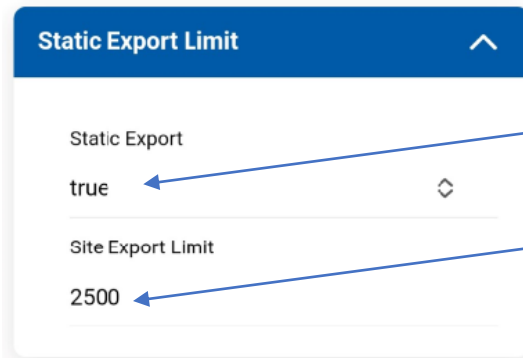 Static Export Limit
Static Export
true
Site Export Limit
2500